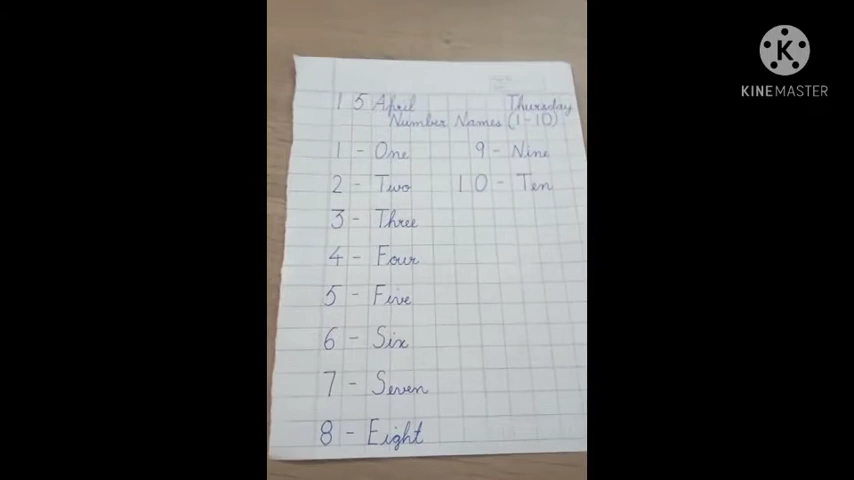 15 April Thursday
Number Names (1-10)
1 - One
2 - Two
3 - Three
4 - Four
5 - Five
6 - Six
7 - Seven
8 - Eight
9 - Nine
10 - Ten
KINEMASTER